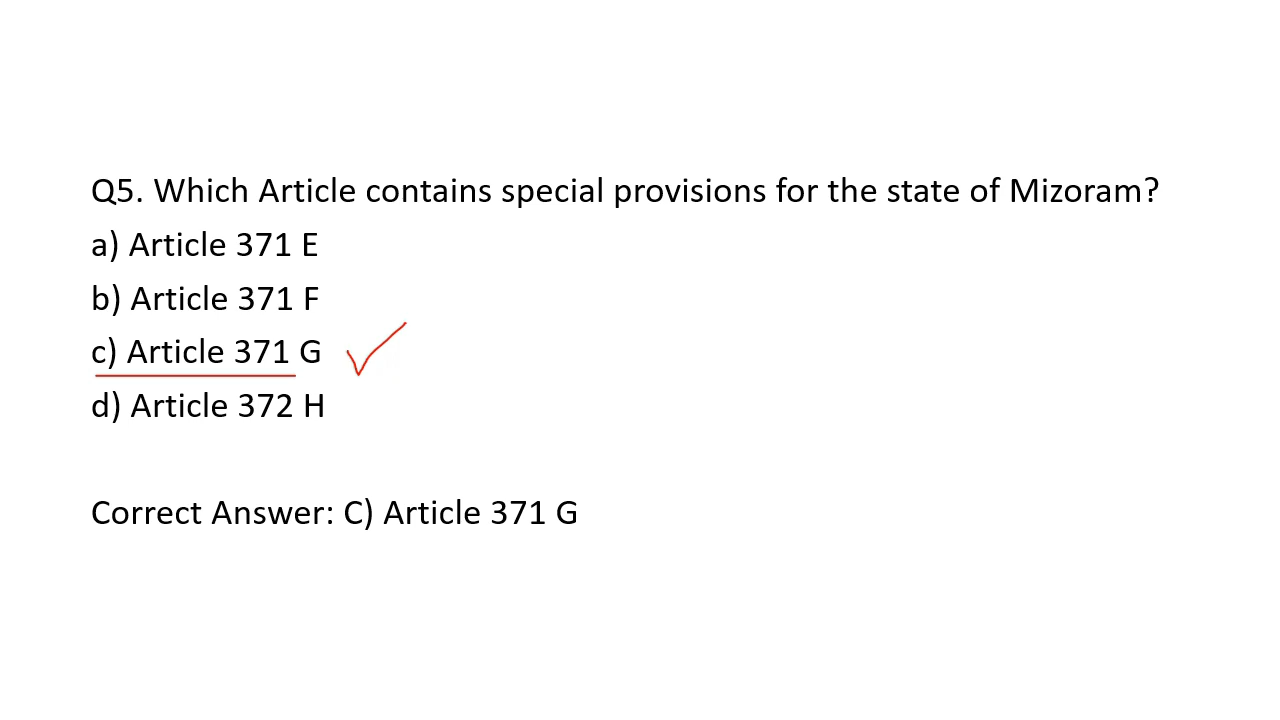 Q5. Which Article contains special provisions for the state of Mizoram?
a) Article 371 E
b) Article 371 F
c) Article 371 G
d) Article 372 H
Correct Answer: C) Article 371 G